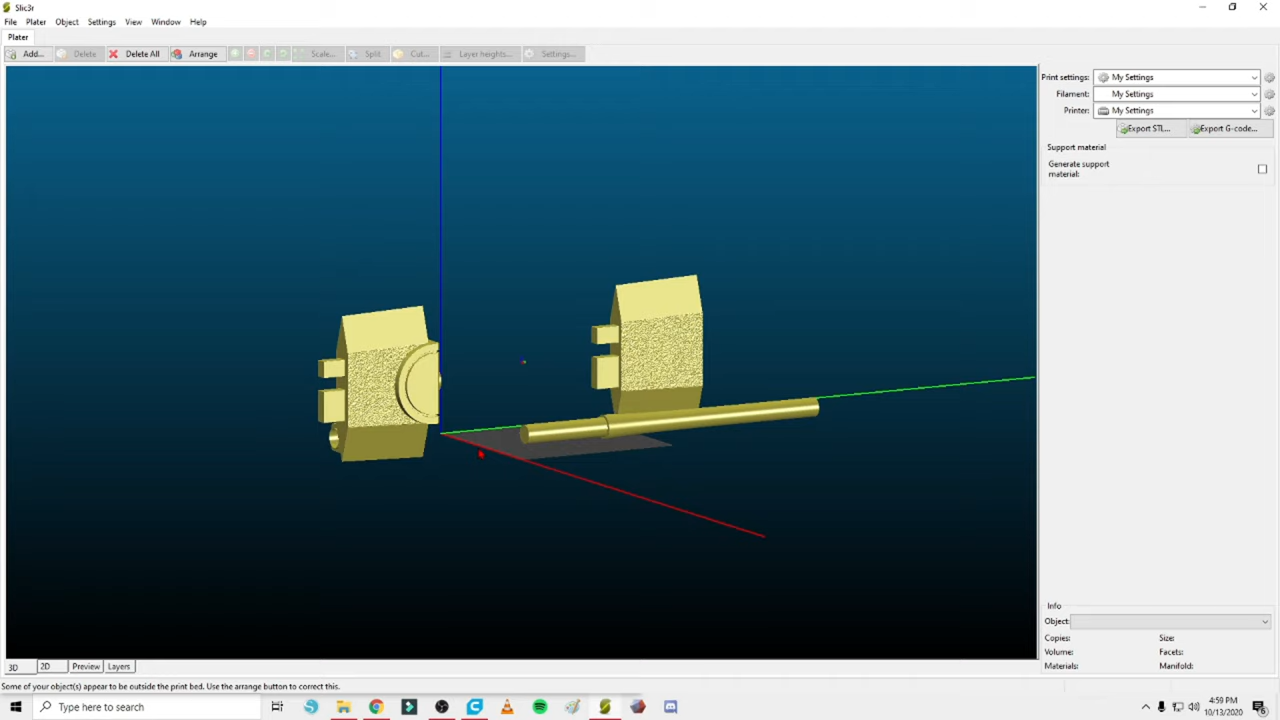 Slic3r
File Plater Object Settings View Window Help
Plater
Add... Delete Delete All Arrange Scale... Split Cut... Layer heights... Settings...
Print settings: My Settings
Filament: My Settings
Printer: My Settings
Export STL... Export G-code...
Support material
Generate support
material:
Info
Object:
Copies: Size:
Volume: Facets:
Materials: Manifold:
3D 2D Preview Layers
Some of your object(s) appear to be outside the print bed. Use the arrange button to correct this.
Type here to search
4:59 PM
10/13/2020
6